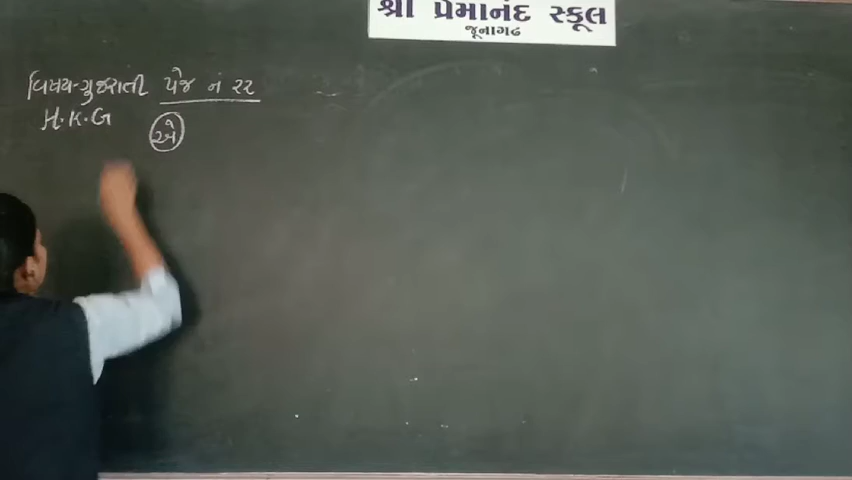 શ્રી પ્રેમાનંદ સ્કૂલ
જૂનાગઢ
વિષય-ગુજરાતી પેજ નં ૨૨
H.K.G
એ